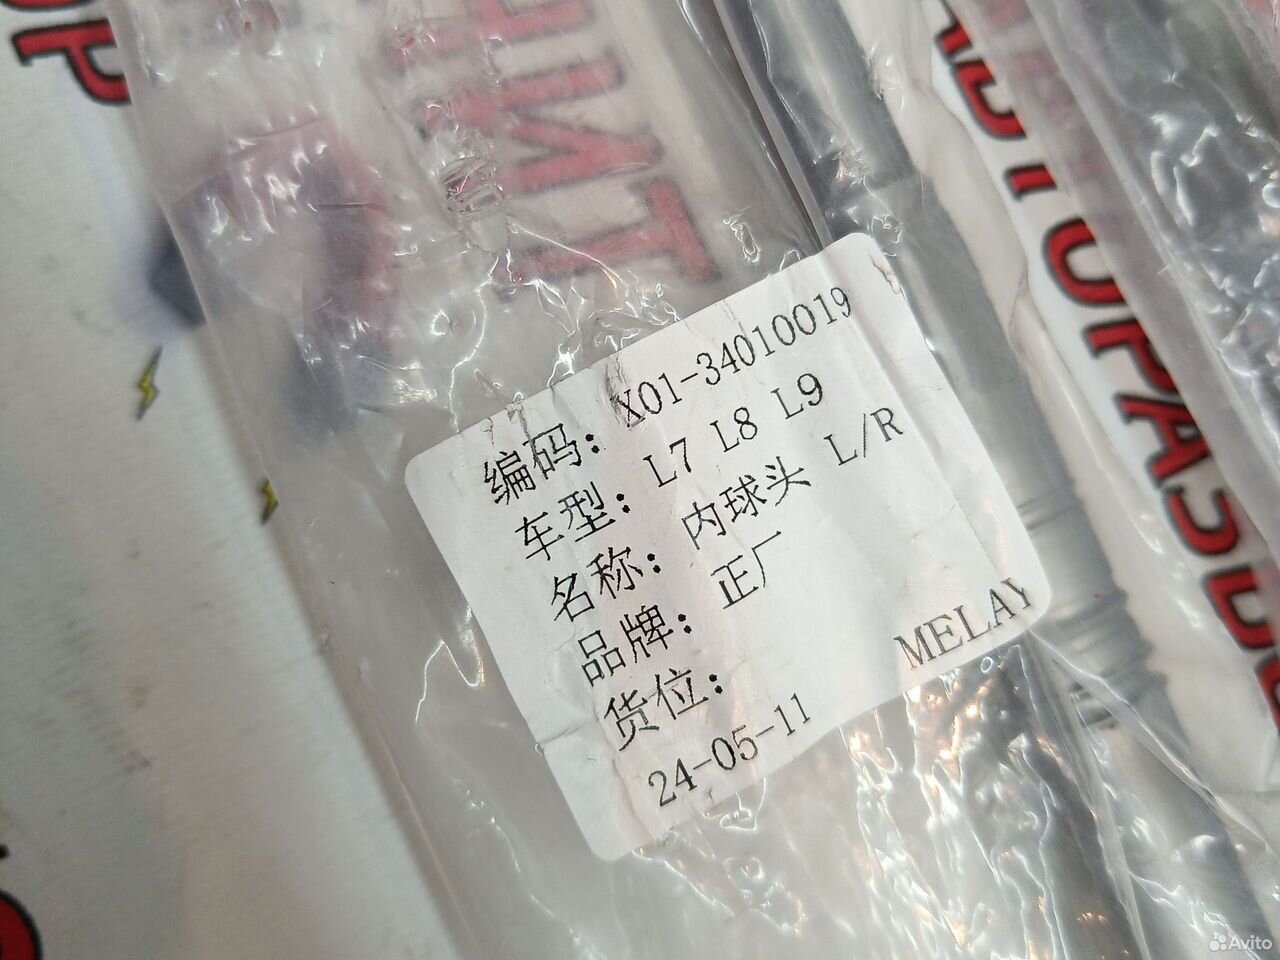 编码: X01-34010019
车型: L7 L8 L9
名称: 内球头 L/R
品牌: 正厂
货位:
24-05-11 MELAY
Avito